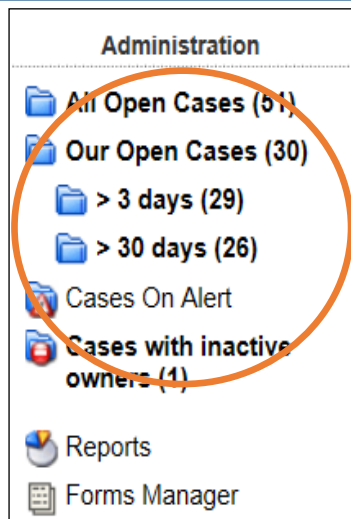 Administration
All Open Cases (51)
Our Open Cases (30)
> 3 days (29)
> 30 days (26)
Cases On Alert
Cases with inactive
owners (1)
Reports
Forms Manager